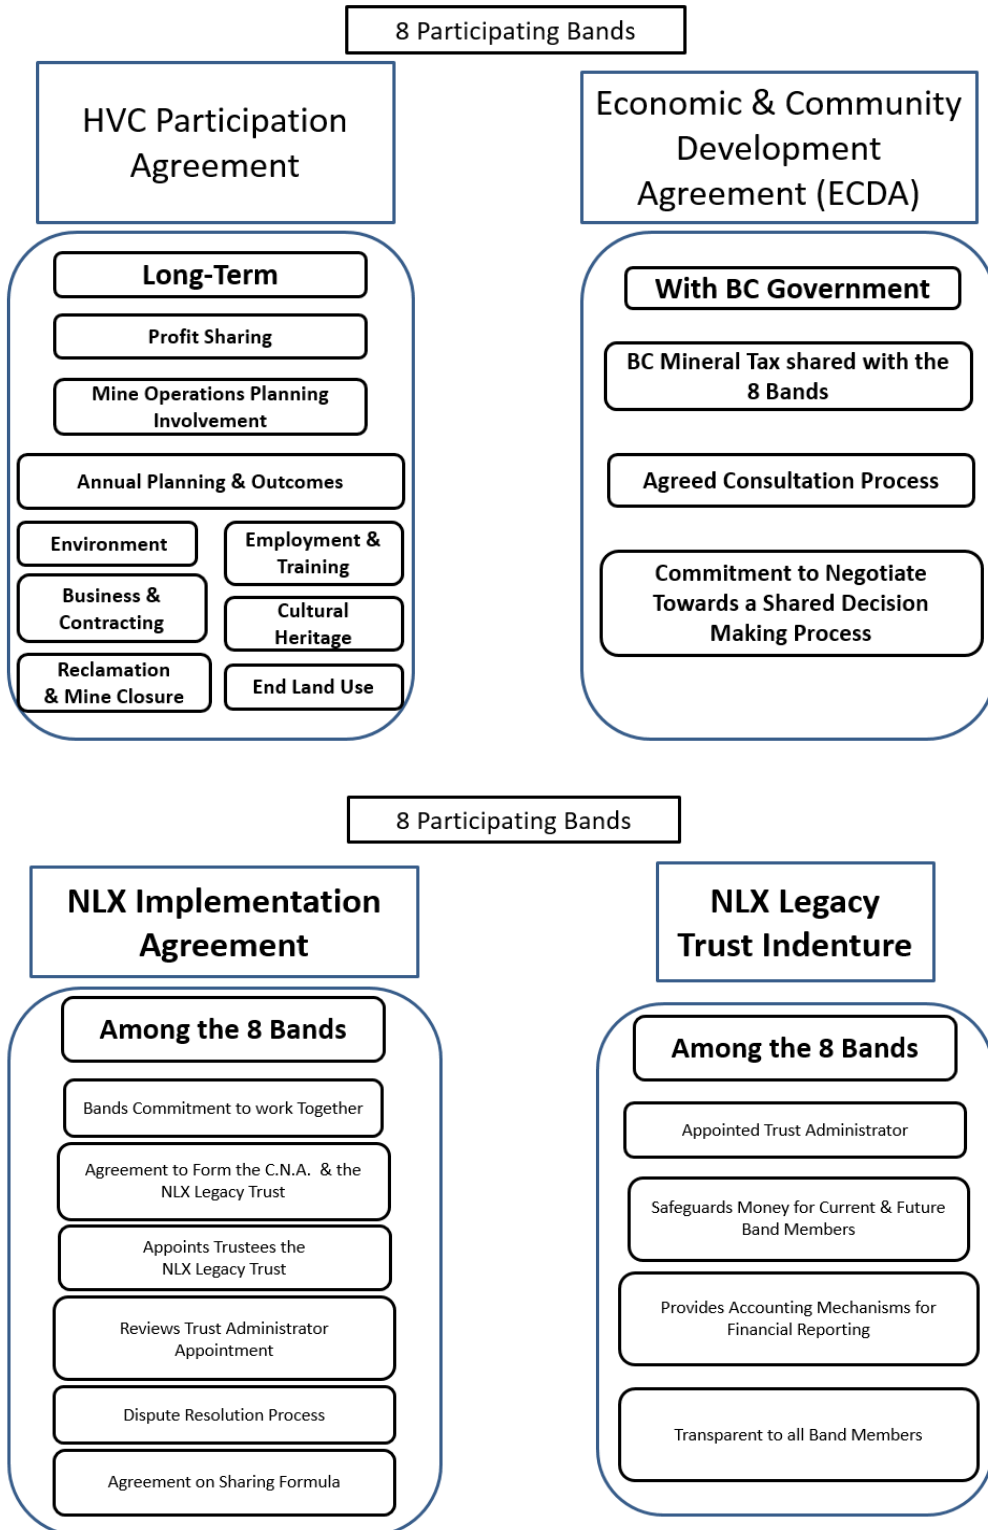 8 Participating Bands
HVC Participation
Agreement
Long-Term
Profit Sharing
Mine Operations Planning
Involvement
Annual Planning & Outcomes
Environment
Employment &
Training
Business &
Contracting
Cultural
Heritage
Reclamation
& Mine Closure
End Land Use
Economic & Community
Development
Agreement (ECDA)
With BC Government
BC Mineral Tax shared with the
8 Bands
Agreed Consultation Process
Commitment to Negotiate
Towards a Shared Decision
Making Process
8 Participating Bands
NLX Implementation
Agreement
Among the 8 Bands
Bands Commitment to work Together
Agreement to Form the C.N.A. & the
NLX Legacy Trust
Appoints Trustees the
NLX Legacy Trust
Reviews Trust Administrator
Appointment
Dispute Resolution Process
Agreement on Sharing Formula
NLX Legacy
Trust Indenture
Among the 8 Bands
Appointed Trust Administrator
Safeguards Money for Current & Future
Band Members
Provides Accounting Mechanisms for
Financial Reporting
Transparent to all Band Members